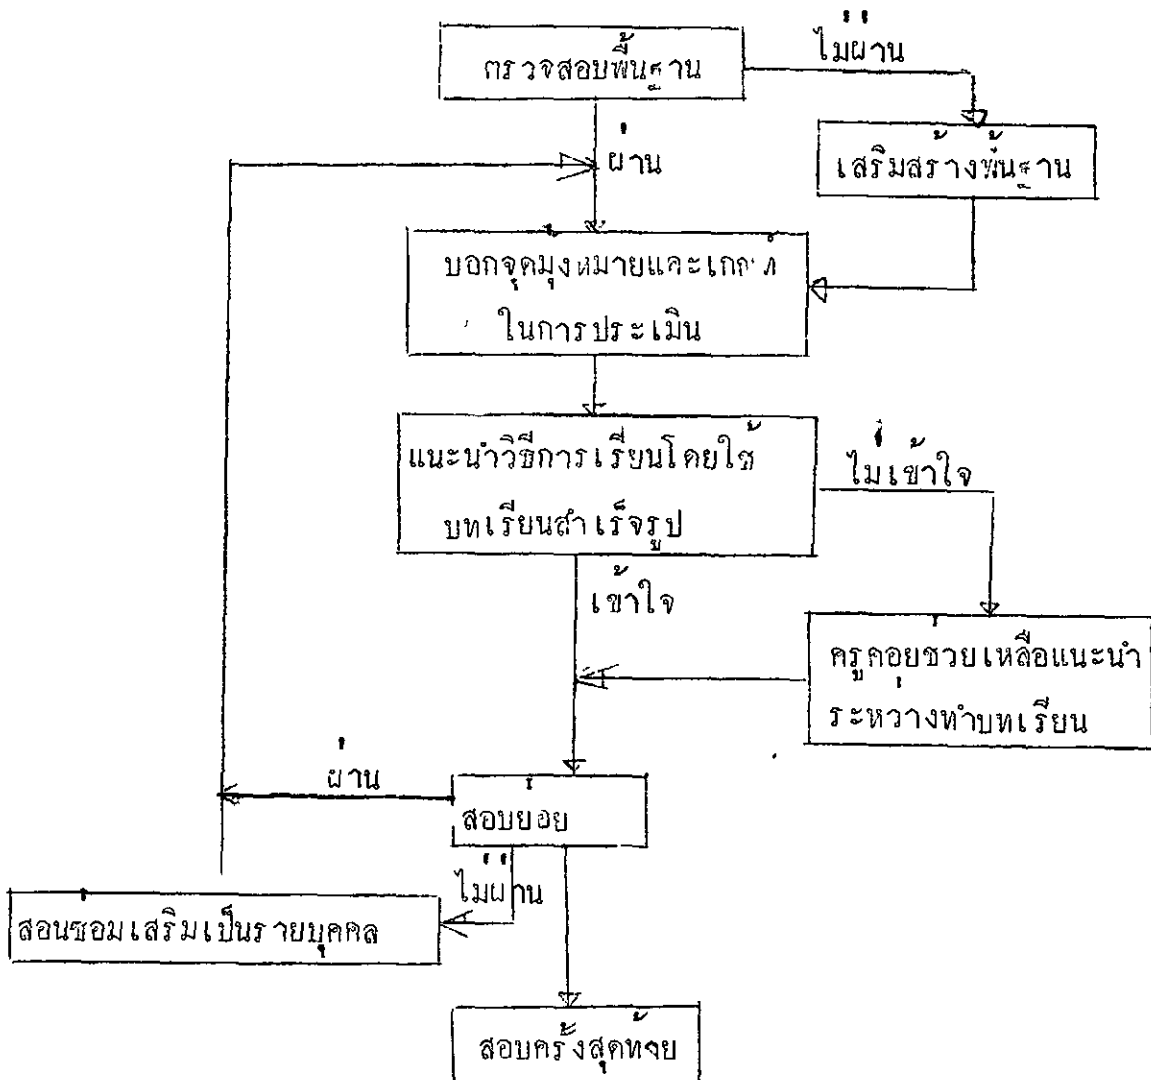 ตรวจสอบพื้นฐาน
ไม่ผ่าน
ผ่าน
เสริมสร้างพื้นฐาน
บอกจุดมุ่งหมายและเกณฑ์
ในการประเมิน
แนะนำวิธีการเรียนโดยใช้
บทเรียนสำเร็จรูป
ไม่เข้าใจ
เข้าใจ
ครูคอยช่วยเหลือแนะนำ
ระหว่างทำบทเรียน
ผ่าน
สอบย่อย
ไม่ผ่าน
สอนซ่อมเสริมเป็นรายบุคคล
สอบครั้งสุดท้าย